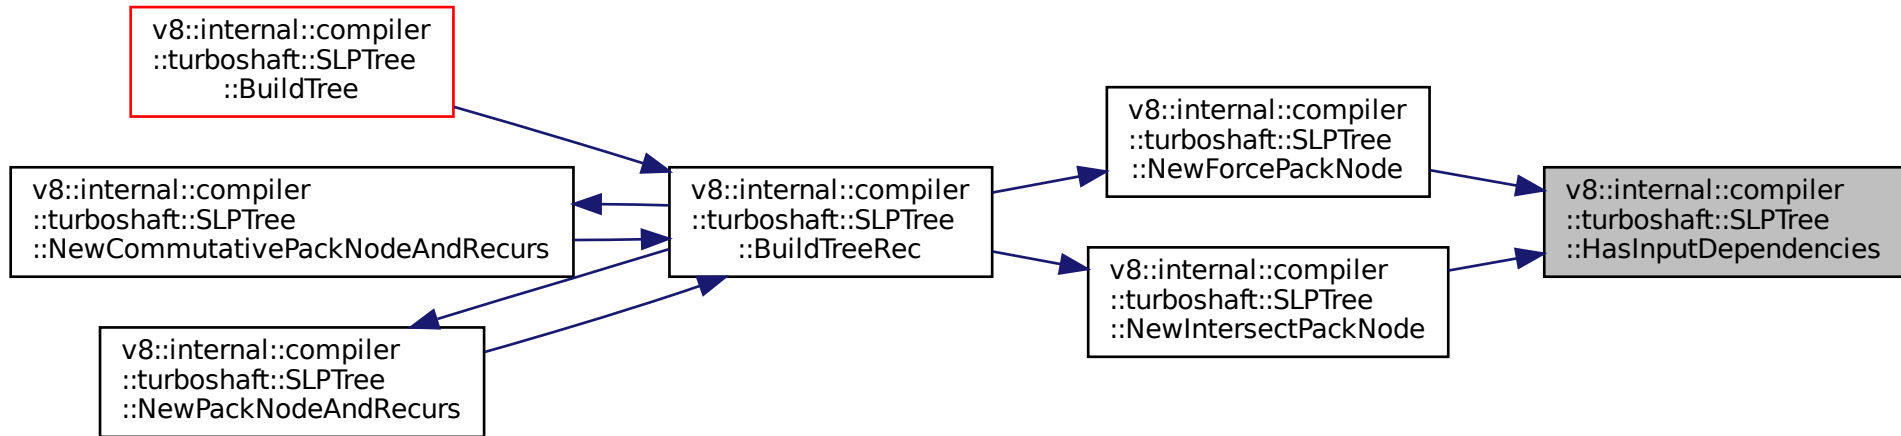 v8::internal::compiler
::turboshaft::SLPTree
::BuildTree
v8::internal::compiler
::turboshaft::SLPTree
::NewCommutativePackNodeAndRecurs
v8::internal::compiler
::turboshaft::SLPTree
::NewPackNodeAndRecurs
v8::internal::compiler
::turboshaft::SLPTree
::BuildTreeRec
v8::internal::compiler
::turboshaft::SLPTree
::NewForcePackNode
v8::internal::compiler
::turboshaft::SLPTree
::NewIntersectPackNode
v8::internal::compiler
::turboshaft::SLPTree
::HasInputDependencies